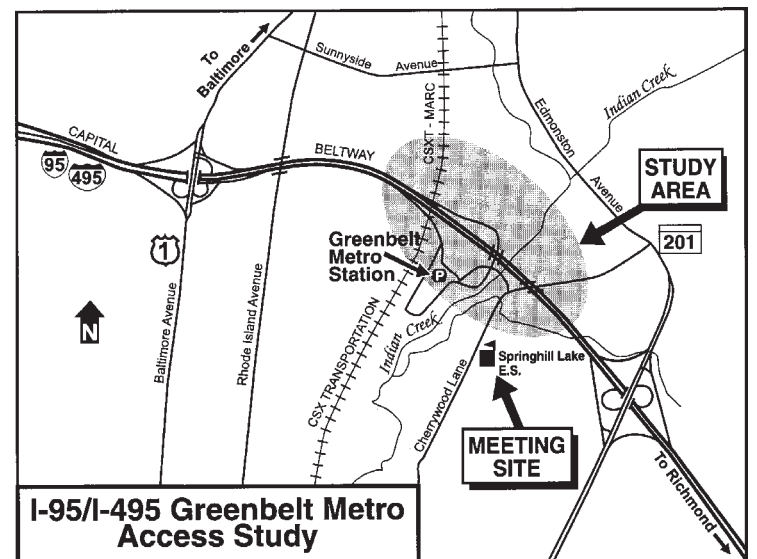 To
Baltimore
Sunnyside Avenue
CSXT - MARC
Indian Creek
Edmonston Avenue
CAPITAL BELTWAY
95
495
STUDY
AREA
1
201
Greenbelt
Metro
Station
P
N
Baltimore Avenue
Rhode Island Avenue
CSX TRANSPORTATION
Indian Creek
Cherrywood Lane
Springhill Lake
E.S.
MEETING
SITE
To Richmond
I-95/I-495 Greenbelt Metro
Access Study